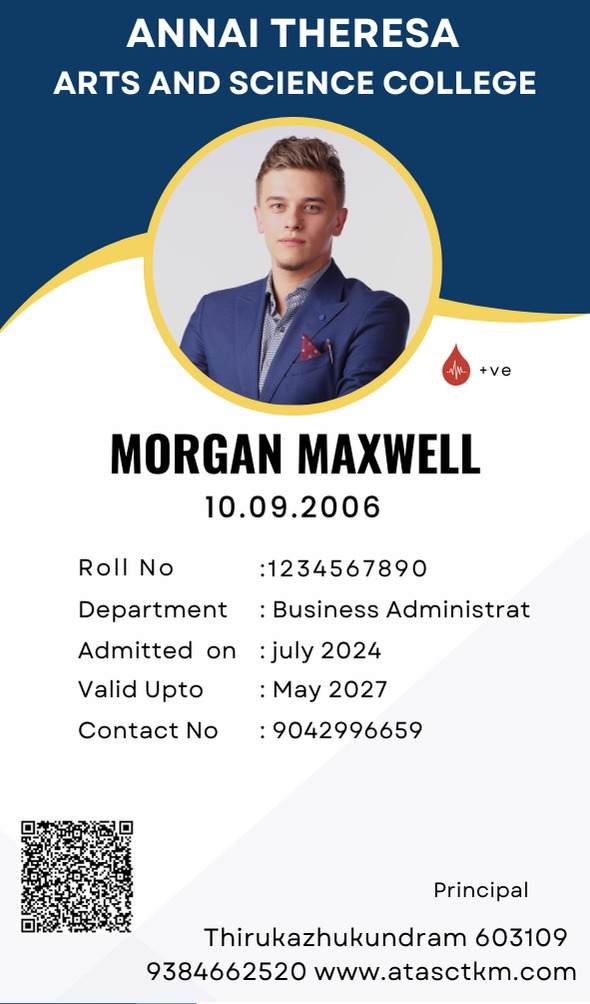 ANNAI THERESA
ARTS AND SCIENCE COLLEGE
+ve
MORGAN MAXWELL
10.09.2006
Roll No :1234567890
Department : Business Administrat
Admitted on : july 2024
Valid Upto : May 2027
Contact No : 9042996659
Principal
Thirukazhukundram 603109
9384662520 www.atasctkm.com